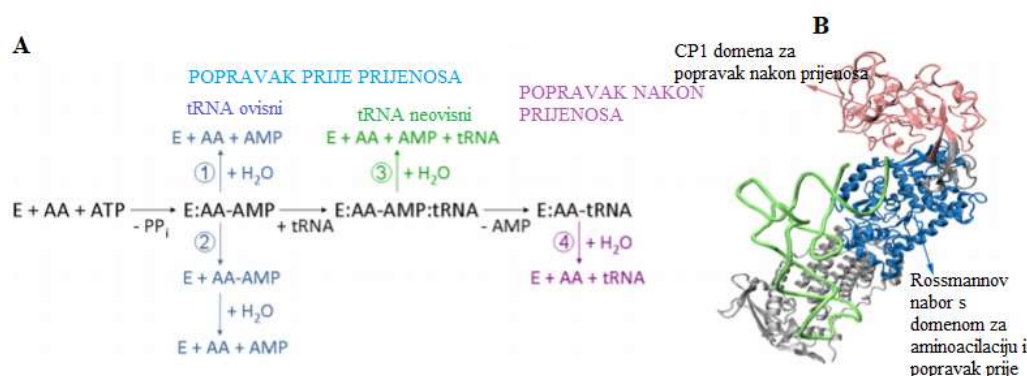 A
POPRAVAK PRIJE PRIJENOSA
tRNA ovisni
tRNA neovisni
POPRAVAK NAKON
PRIJENOSA
E + AA + AMP
E + AA + AMP + tRNA
① + H₂O
③ + H₂O
E + AA + ATP
- PPᵢ
E:AA-AMP
+ tRNA
E:AA-AMP:tRNA
- AMP
E:AA-tRNA
②
④ + H₂O
E + AA-AMP
E + AA + tRNA
+ H₂O
E + AA + AMP
B
CP1 domena za
popravak nakon prijenosa
Rossmannov
nabor s
domenom za
aminoacilaciju i
popravak prije